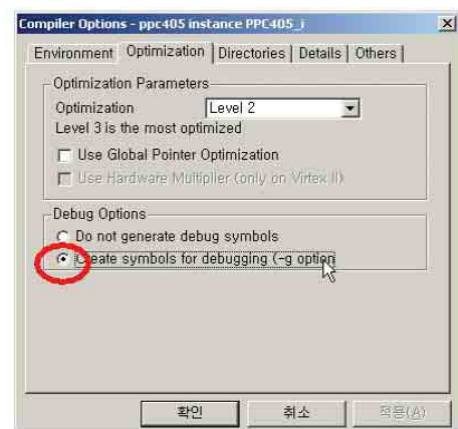 Compiler Options - ppc405 instance PPC405_i
Environment Optimization Directories Details Others
Optimization Parameters
Optimization Level 2
Level 3 is the most optimized
Use Global Pointer Optimization
Use Hardware Multiplier (only on Virtex II)
Debug Options
Do not generate debug symbols
Create symbols for debugging (-g option
확인 취소 적용(A)